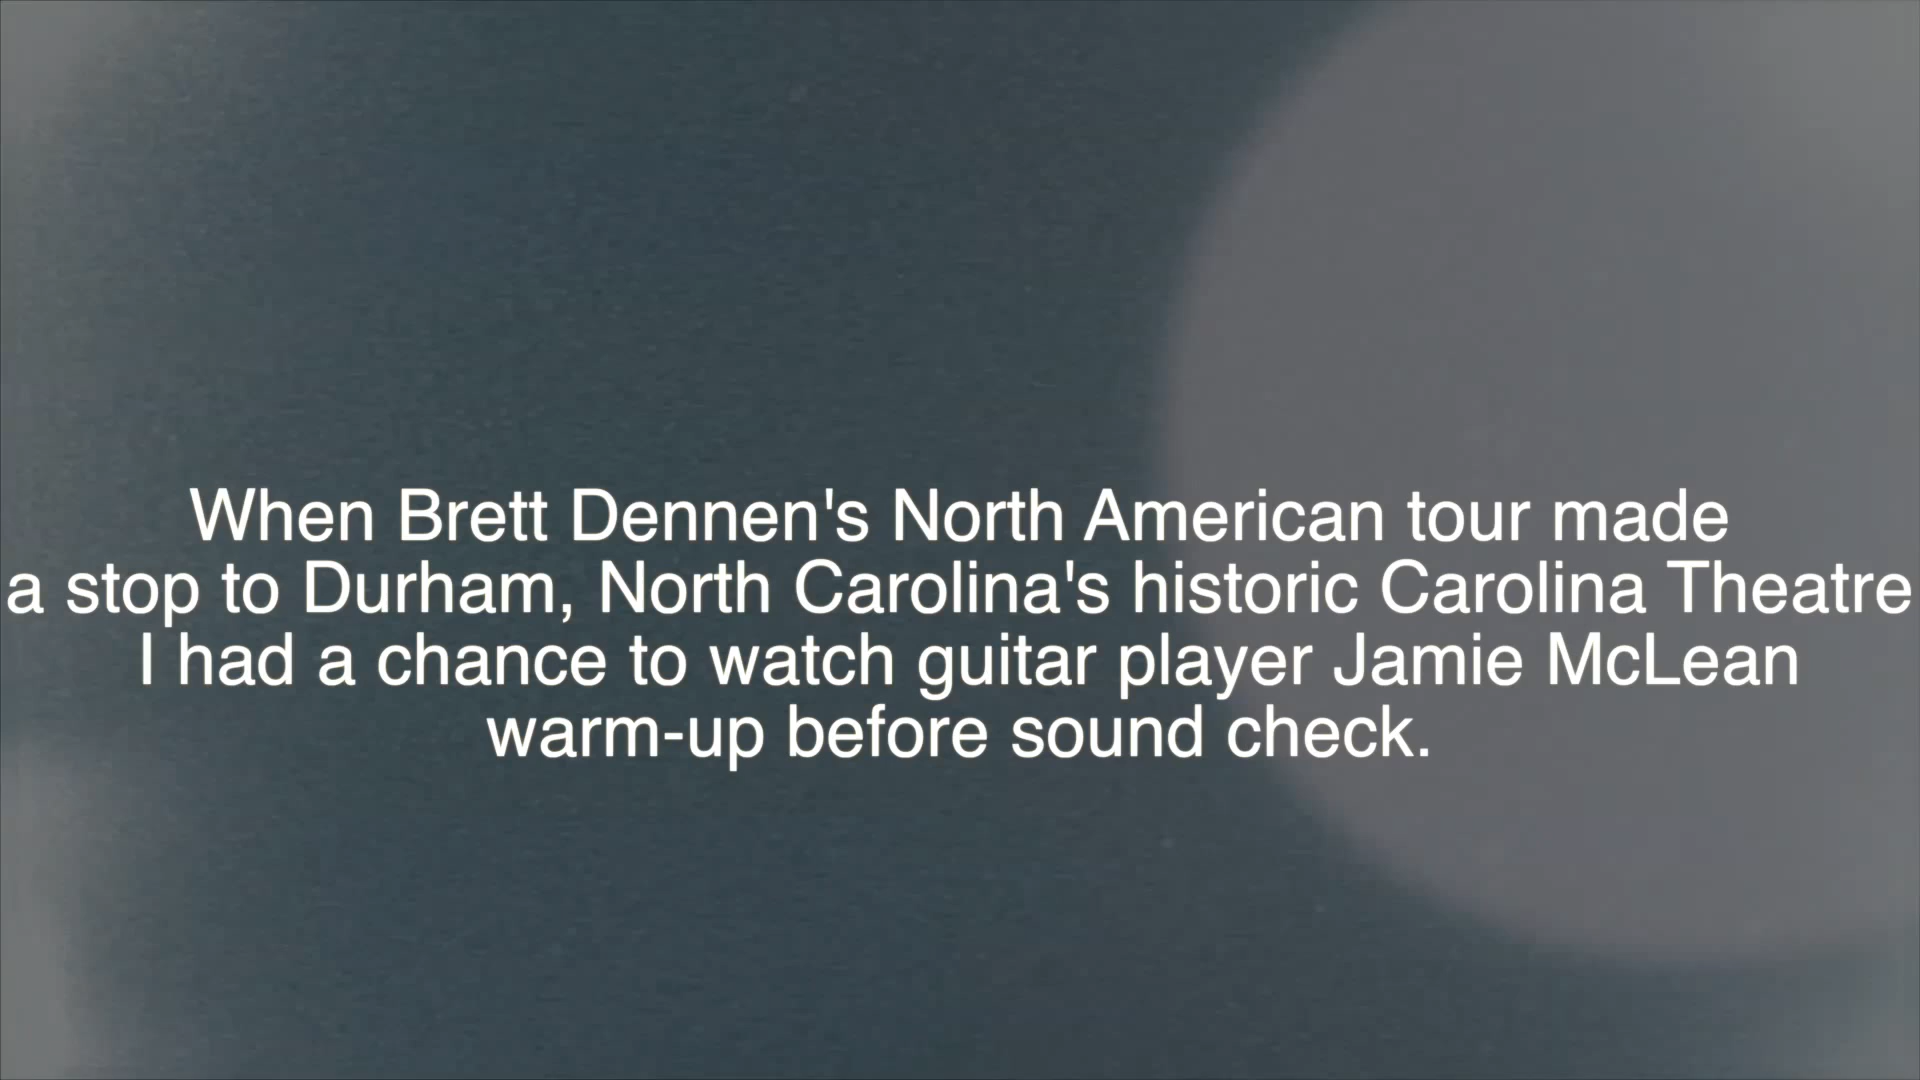 When Brett Dennen's North American tour made
a stop to Durham, North Carolina's historic Carolina Theatre
I had a chance to watch guitar player Jamie McLean
warm-up before sound check.